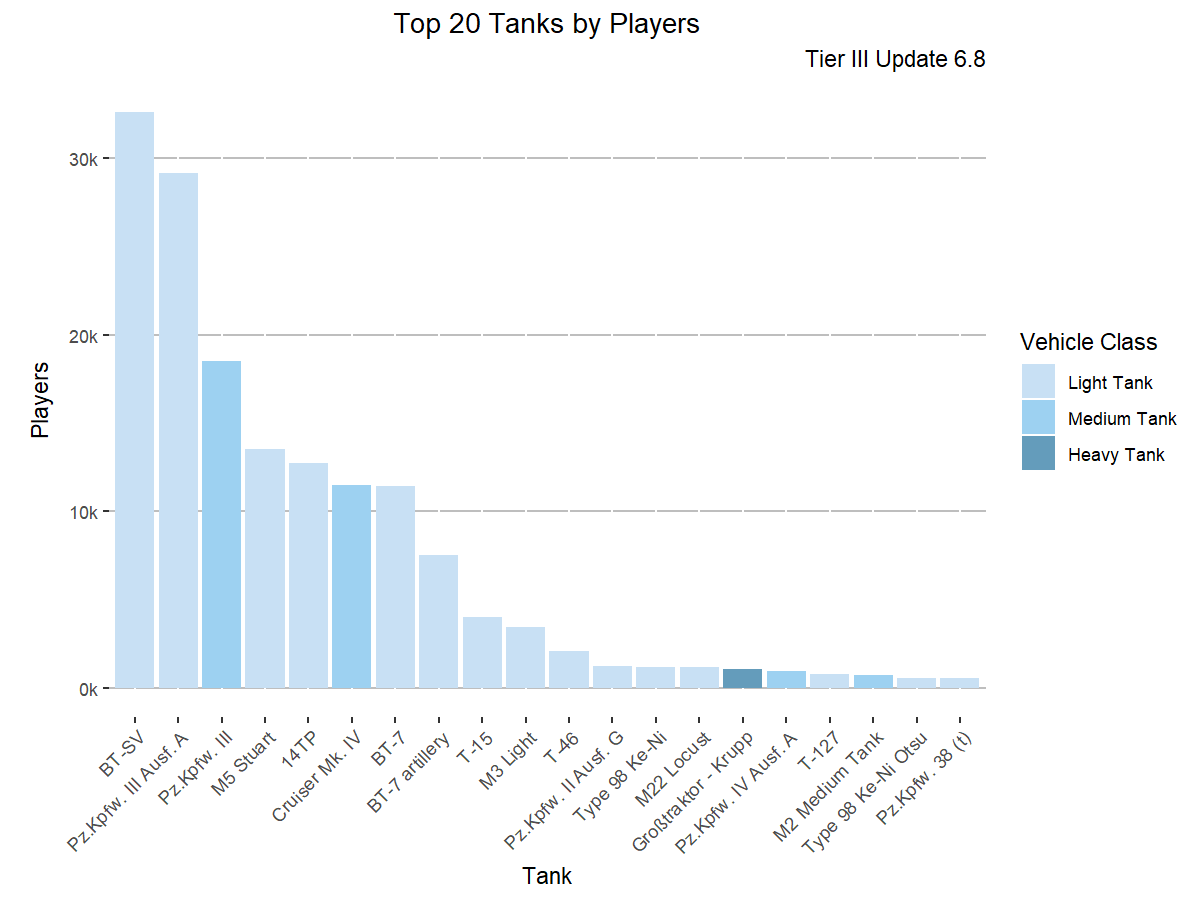 Top 20 Tanks by Players
Tier III Update 6.8
30k
20k
10k
0k
Players
BT-SV
Pz.Kpfw. III Ausf. A
Pz.Kpfw. III
M5 Stuart
14TP
Cruiser Mk. IV
BT-7
BT-7 artillery
T-15
M3 Light
T-46
Pz.Kpfw. II Ausf. G
Type 98 Ke-Ni
M22 Locust
Großtraktor - Krupp
Pz.Kpfw. IV Ausf. A
T-127
M2 Medium Tank
Type 98 Ke-Ni Otsu
Pz.Kpfw. 38 (t)
Tank
Vehicle Class
Light Tank
Medium Tank
Heavy Tank